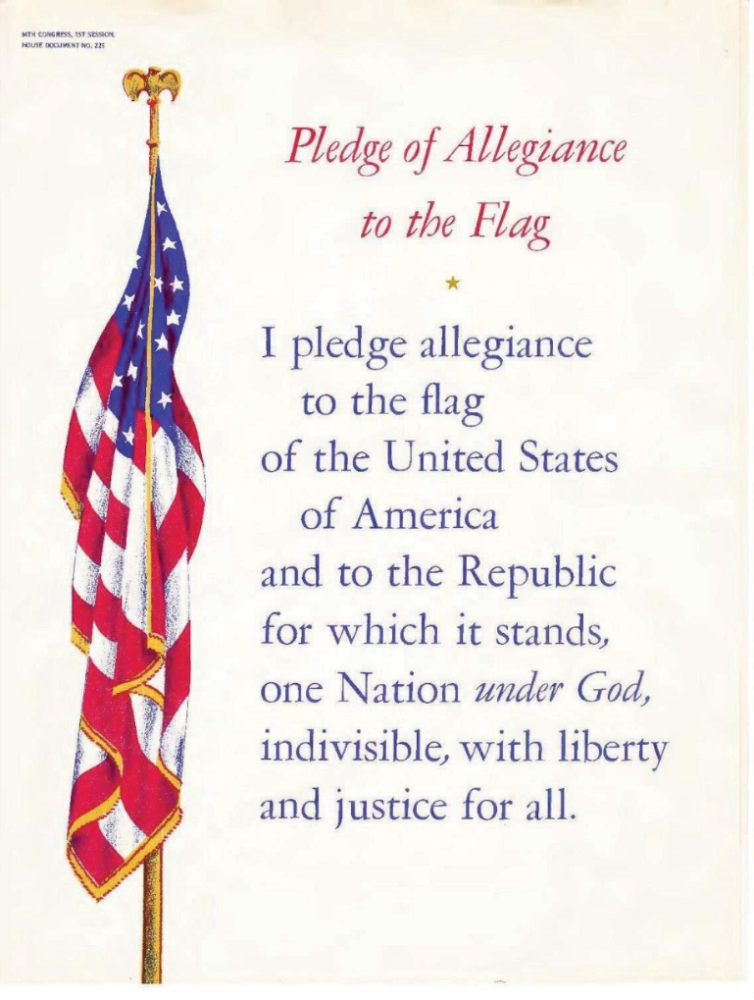 84TH CONGRESS, 1ST SESSION,
HOUSE DOCUMENT NO. 225
Pledge of Allegiance
to the Flag
I pledge allegiance
to the flag
of the United States
of America
and to the Republic
for which it stands,
one Nation under God,
indivisible, with liberty
and justice for all.